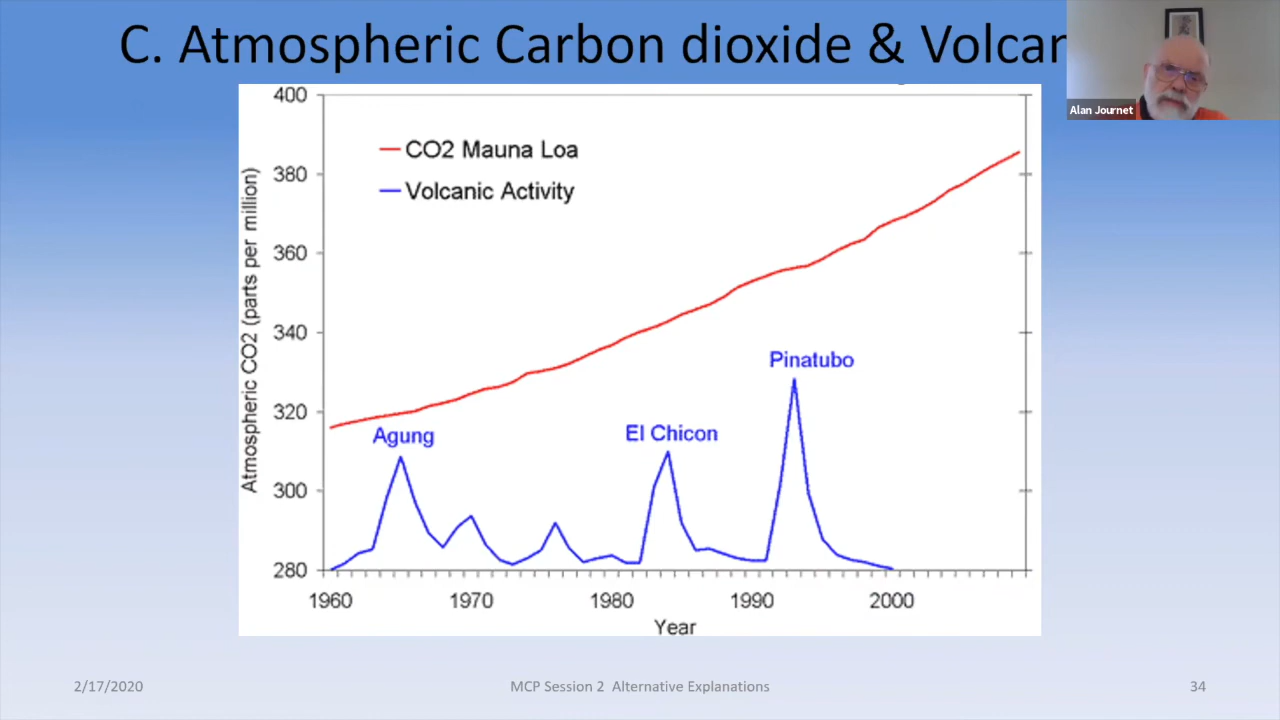 C. Atmospheric Carbon dioxide & Volcan
Alan Journet
400
CO2 Mauna Loa
380
Volcanic Activity
Atmospheric CO2 (parts per million)
360
340
Pinatubo
320
Agung
El Chicon
300
280
1960 1970 1980 1990 2000
Year
2/17/2020
MCP Session 2 Alternative Explanations
34